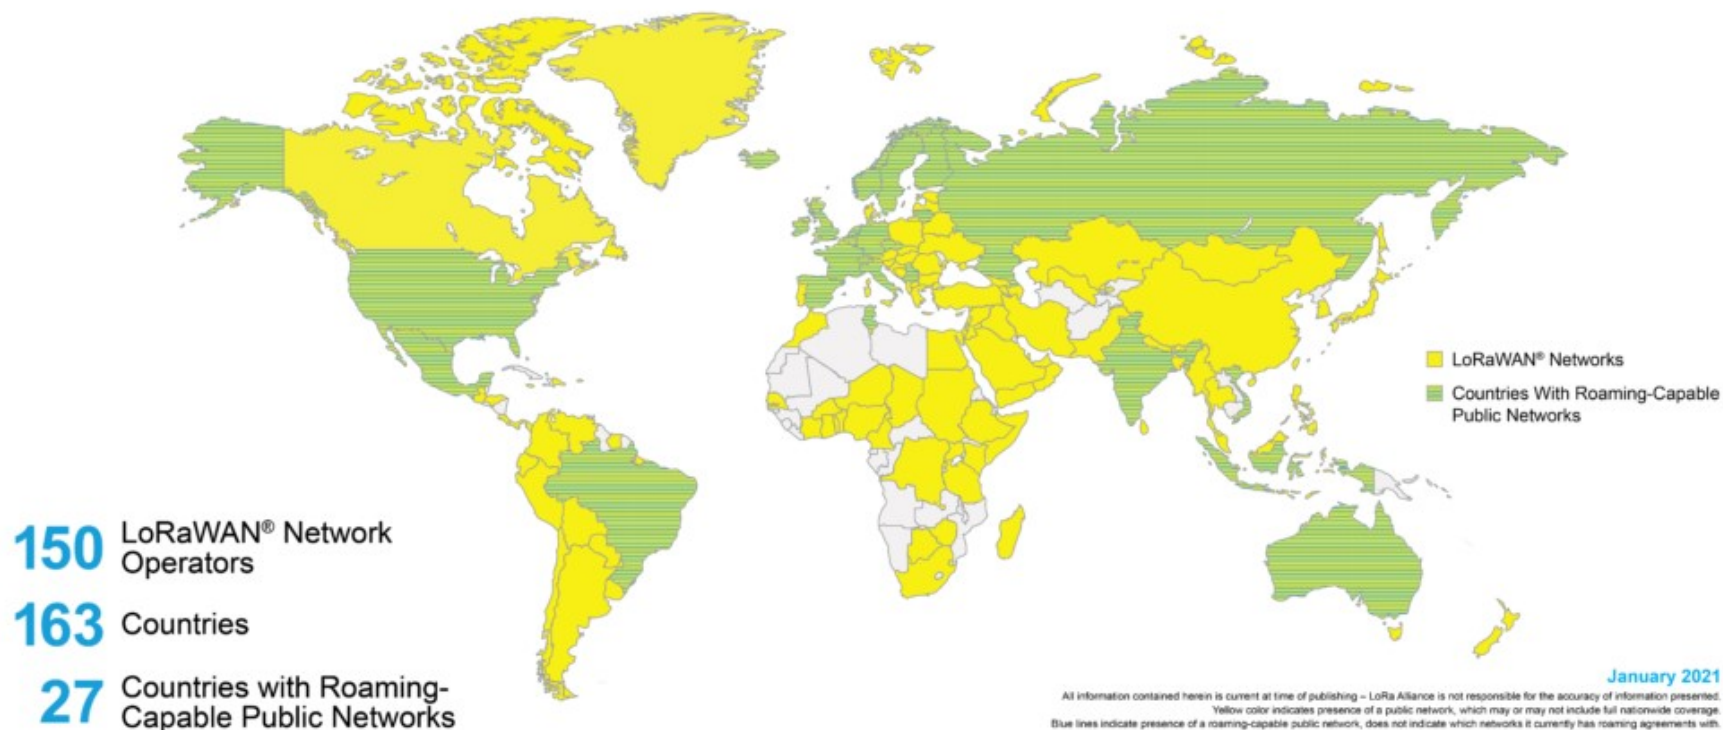 LoRaWAN® Networks
Countries With Roaming-Capable
Public Networks
150 LoRaWAN® Network
Operators
163 Countries
27 Countries with Roaming-
Capable Public Networks
January 2021
All information contained herein is current at time of publishing – LoRa Alliance is not responsible for the accuracy of information presented.
Yellow color indicates presence of a public network, which may or may not include full nationwide coverage.
Blue lines indicate presence of a roaming-capable public network, does not indicate which networks it currently has roaming agreements with.